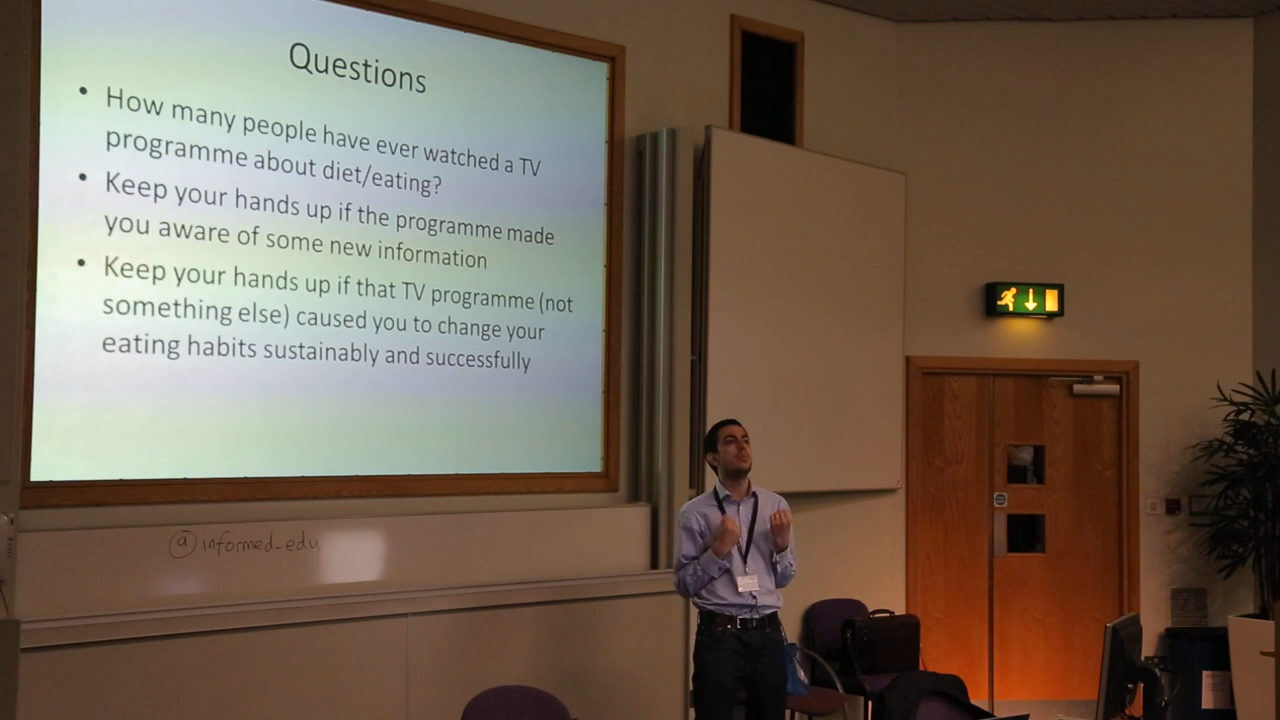 Questions
• How many people have ever watched a TV
programme about diet/eating?
• Keep your hands up if the programme made
you aware of some new information
• Keep your hands up if that TV programme (not
something else) caused you to change your
eating habits sustainably and successfully
@informed_edu